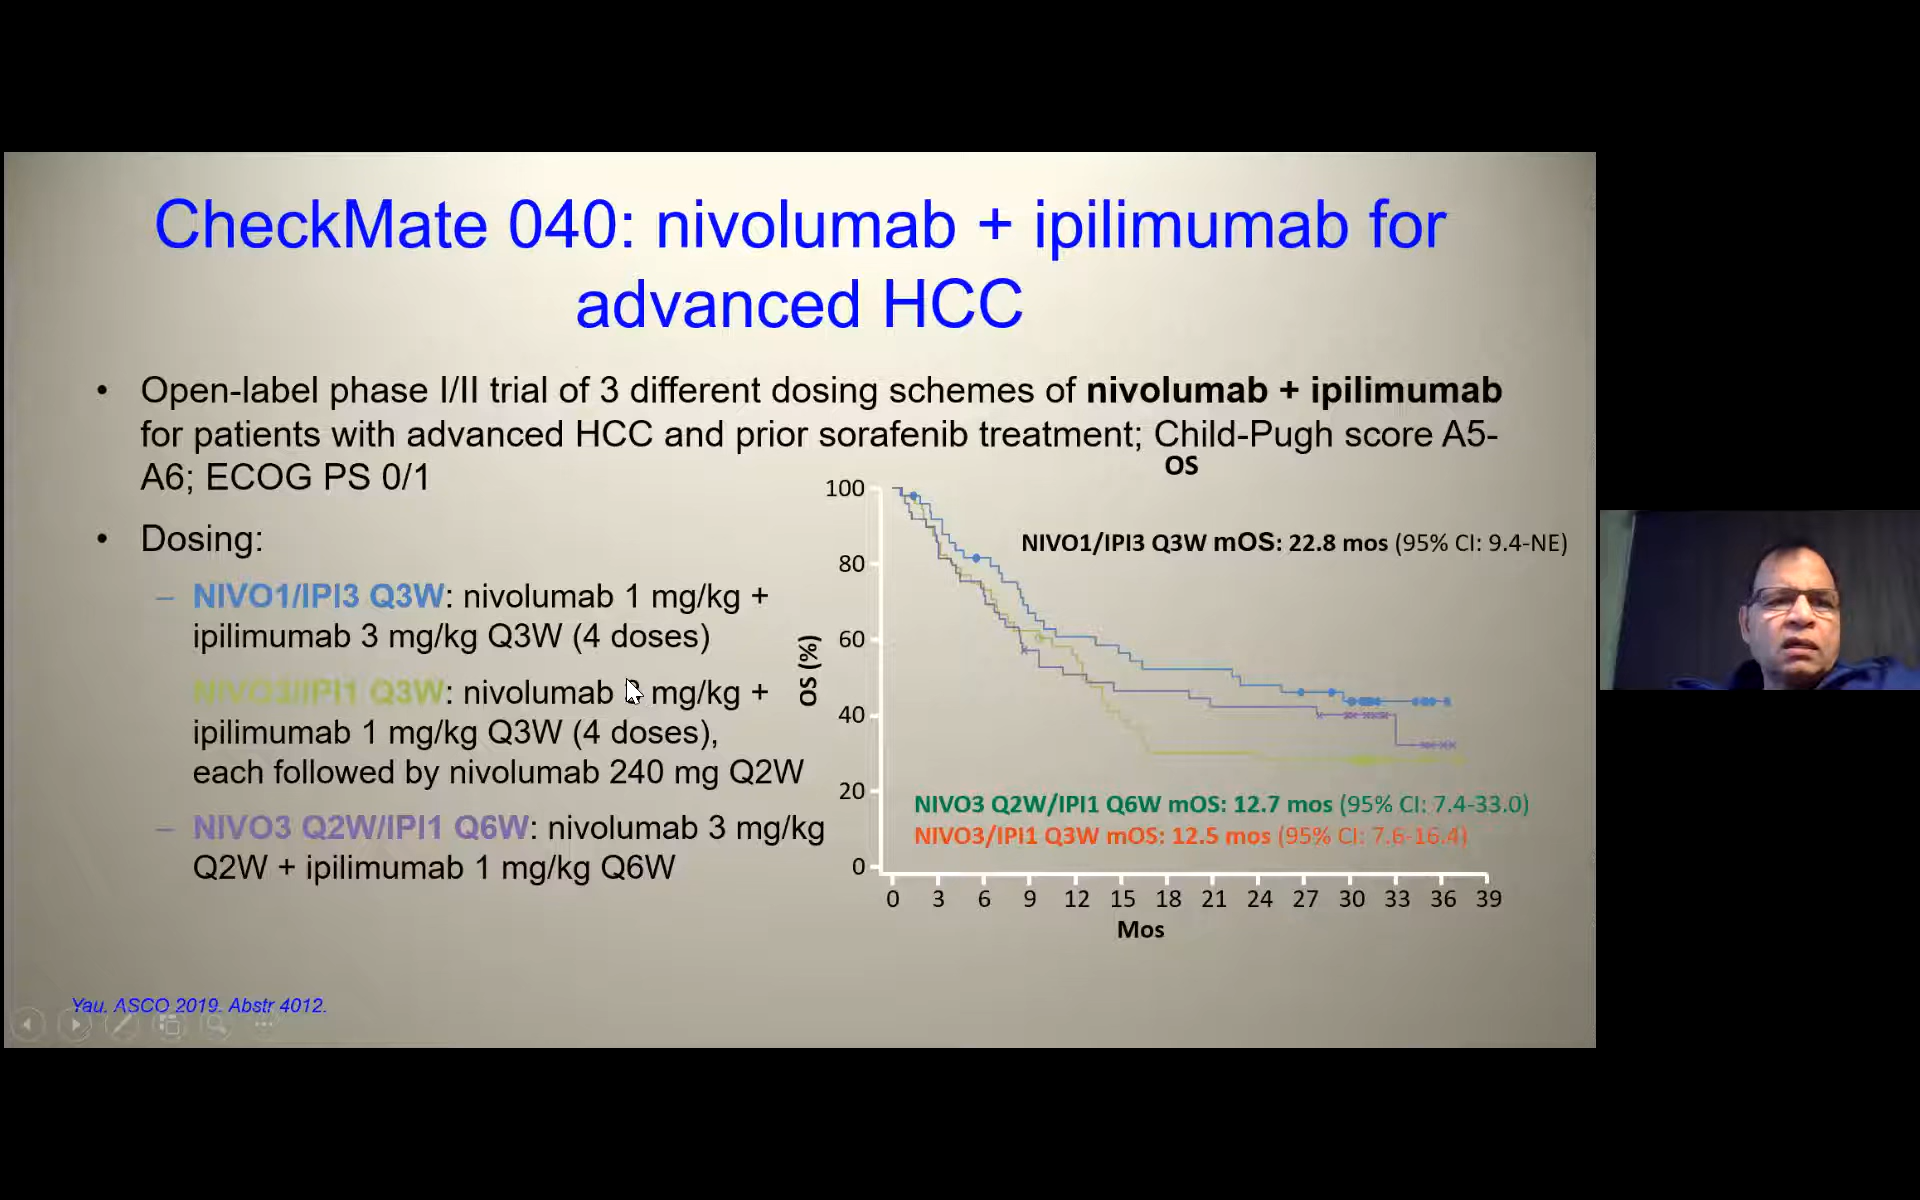 CheckMate 040: nivolumab + ipilimumab for
advanced HCC
• Open-label phase I/II trial of 3 different dosing schemes of nivolumab + ipilimumab
for patients with advanced HCC and prior sorafenib treatment; Child-Pugh score A5-
A6; ECOG PS 0/1
• Dosing:
– NIVO1/IPI3 Q3W: nivolumab 1 mg/kg +
ipilimumab 3 mg/kg Q3W (4 doses)
NIVO3/IPI1 Q3W: nivolumab mg/kg +
ipilimumab 1 mg/kg Q3W (4 doses),
each followed by nivolumab 240 mg Q2W
– NIVO3 Q2W/IPI1 Q6W: nivolumab 3 mg/kg
Q2W + ipilimumab 1 mg/kg Q6W
OS
NIVO1/IPI3 Q3W mOS: 22.8 mos (95% CI: 9.4-NE)
OS (%)
100
80
60
40
20
0
NIVO3 Q2W/IPI1 Q6W mOS: 12.7 mos (95% CI: 7.4-33.0)
NIVO3/IPI1 Q3W mOS: 12.5 mos (95% CI: 7.6-16.4)
0 3 6 9 12 15 18 21 24 27 30 33 36 39
Mos
Yau. ASCO 2019. Abstr 4012.